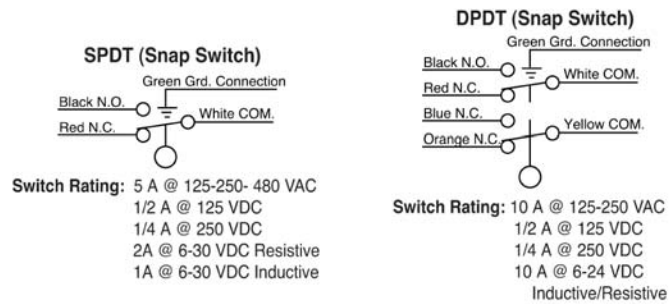 SPDT (Snap Switch)
Green Grd. Connection
Black N.O.
White COM.
Red N.C.
Switch Rating: 5 A @ 125-250- 480 VAC
1/2 A @ 125 VDC
1/4 A @ 250 VDC
2A @ 6-30 VDC Resistive
1A @ 6-30 VDC Inductive
DPDT (Snap Switch)
Green Grd. Connection
Black N.O.
White COM.
Red N.C.
Blue N.C.
Yellow COM.
Orange N.C.
Switch Rating: 10 A @ 125-250 VAC
1/2 A @ 125 VDC
1/4 A @ 250 VDC
10 A @ 6-24 VDC
Inductive/Resistive